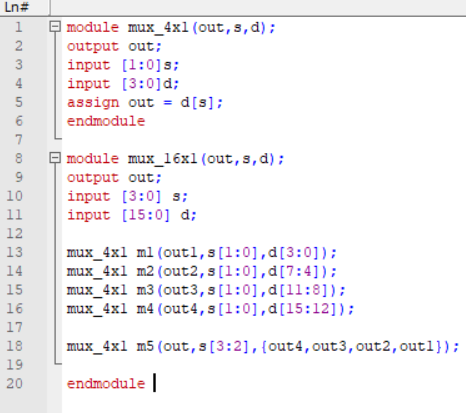 Ln#
1 module mux_4x1(out,s,d);
2 output out;
3 input [1:0]s;
4 input [3:0]d;
5 assign out = d[s];
6 endmodule
7
8 module mux_16x1(out,s,d);
9 output out;
10 input [3:0] s;
11 input [15:0] d;
12
13 mux_4x1 m1(out1,s[1:0],d[3:0]);
14 mux_4x1 m2(out2,s[1:0],d[7:4]);
15 mux_4x1 m3(out3,s[1:0],d[11:8]);
16 mux_4x1 m4(out4,s[1:0],d[15:12]);
17
18 mux_4x1 m5(out,s[3:2],{out4,out3,out2,out1});
19
20 endmodule